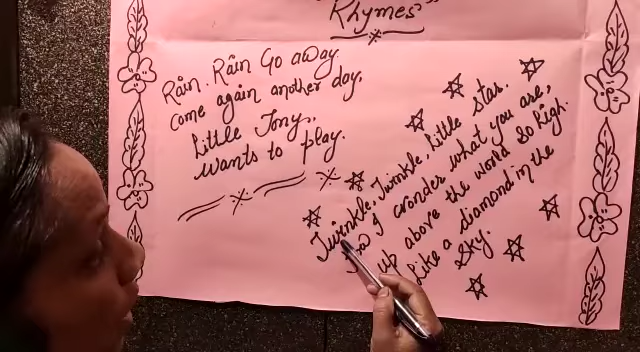 Rhymes"
Rain. Rain Go away
Come again another day,
Little Tony,
wants to play.
Twinkle, Twinkle, Little Star.
I wonder what you are,
up above the world so high.
Like a diamond in the
Sky.